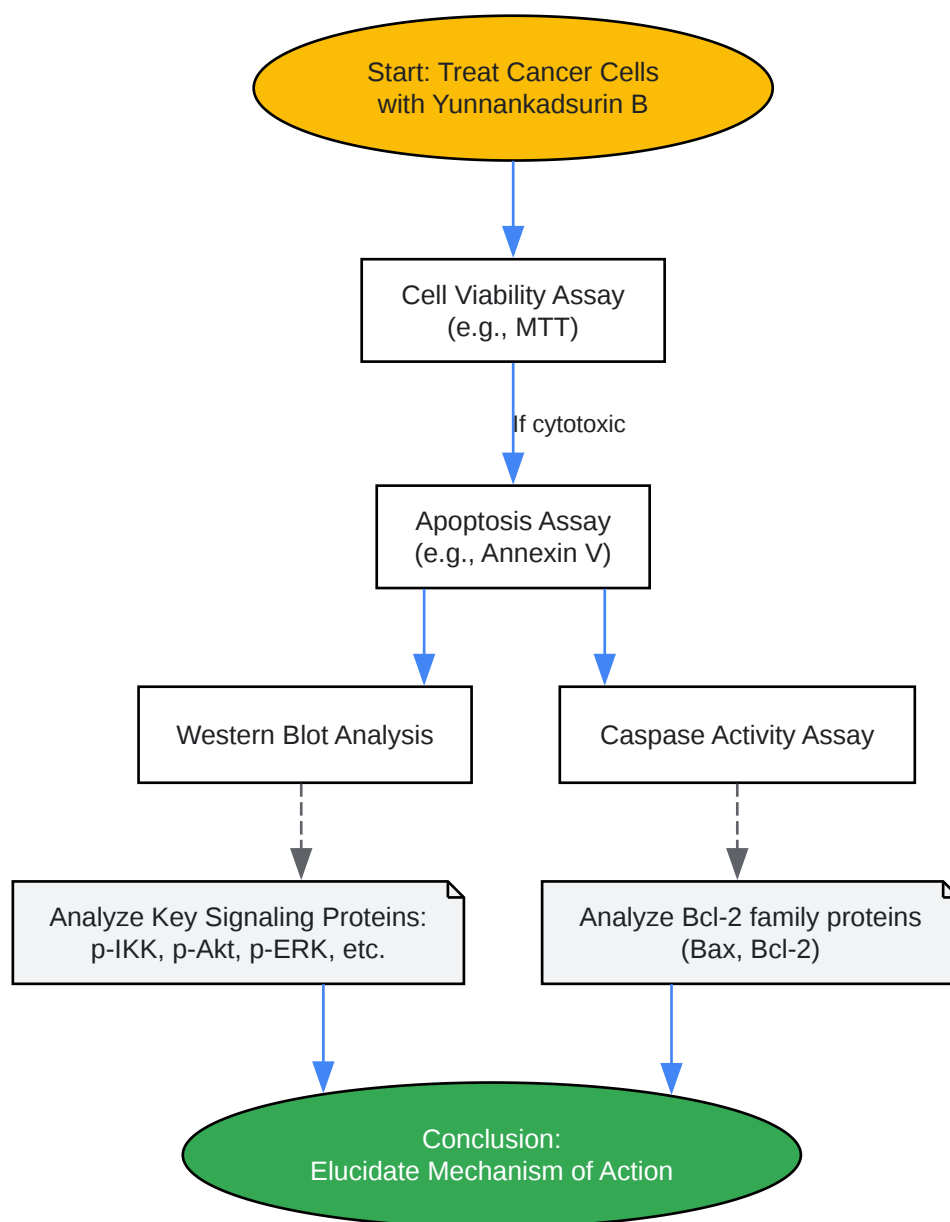 Start: Treat Cancer Cells
with Yunnankadsurin B
Cell Viability Assay
(e.g., MTT)
If cytotoxic
Apoptosis Assay
(e.g., Annexin V)
Western Blot Analysis
Caspase Activity Assay
Analyze Key Signaling Proteins:
p-IKK, p-Akt, p-ERK, etc.
Analyze Bcl-2 family proteins
(Bax, Bcl-2)
Conclusion:
Elucidate Mechanism of Action